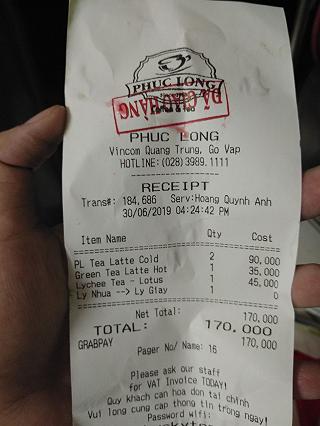 PHUC LONG
ĐÃ GIAO HÀNG
PHUC LONG
Vincom Quang Trung, Go Vap
HOTLINE:(028)3989.1111
RECEIPT
Trans#: 184,686 Serv:Hoang Quynh Anh
30/06/2019 04:24:42 PM
Item Name Qty Cost
PL Tea Latte Cold 2 90,000
Green Tea Latte Hot 1 35,000
Lychee Tea - Lotus 1 45,000
Ly Nhua --> Ly Giay 1 0
Net Total: 170,000
TOTAL: 170.000
GRABPAY 170,000
Pager No/ Name: 16
Please ask our staff
for VAT Invoice TODAY!
Quy khach can hoa don tai chinh
Vui long cung cap thong tin trong ngay!
Password wifi: